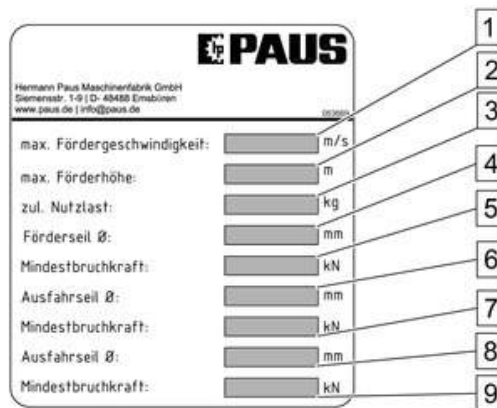 PAUS
Hermann Paus Maschinenfabrik GmbH
Siemensstr. 1-9 | D- 48488 Emsbüren
www.paus.de | info@paus.de
max. Fördergeschwindigkeit: m/s 1
max. Förderhöhe: m 2
zul. Nutzlast: kg 3
Förderseil Ø: mm 4
Mindestbruchkraft: kN 5
Ausfahrseil Ø: mm 6
Mindestbruchkraft: kN 7
Ausfahrseil Ø: mm 8
Mindestbruchkraft: kN 9